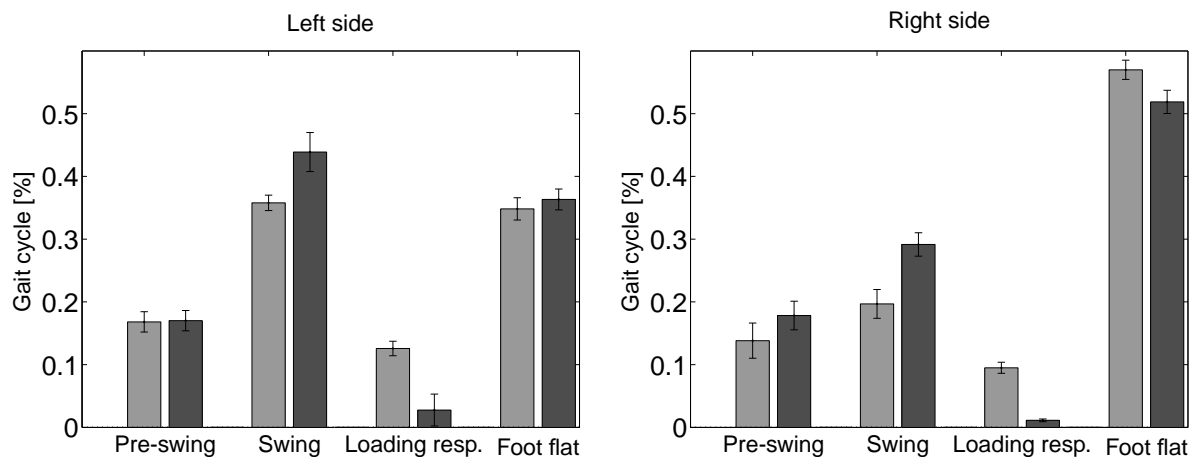 Left side
Gait cycle [%]
0.5
0.4
0.3
0.2
0.1
0
Pre-swing Swing Loading resp. Foot flat
Right side
Gait cycle [%]
0.5
0.4
0.3
0.2
0.1
0
Pre-swing Swing Loading resp. Foot flat